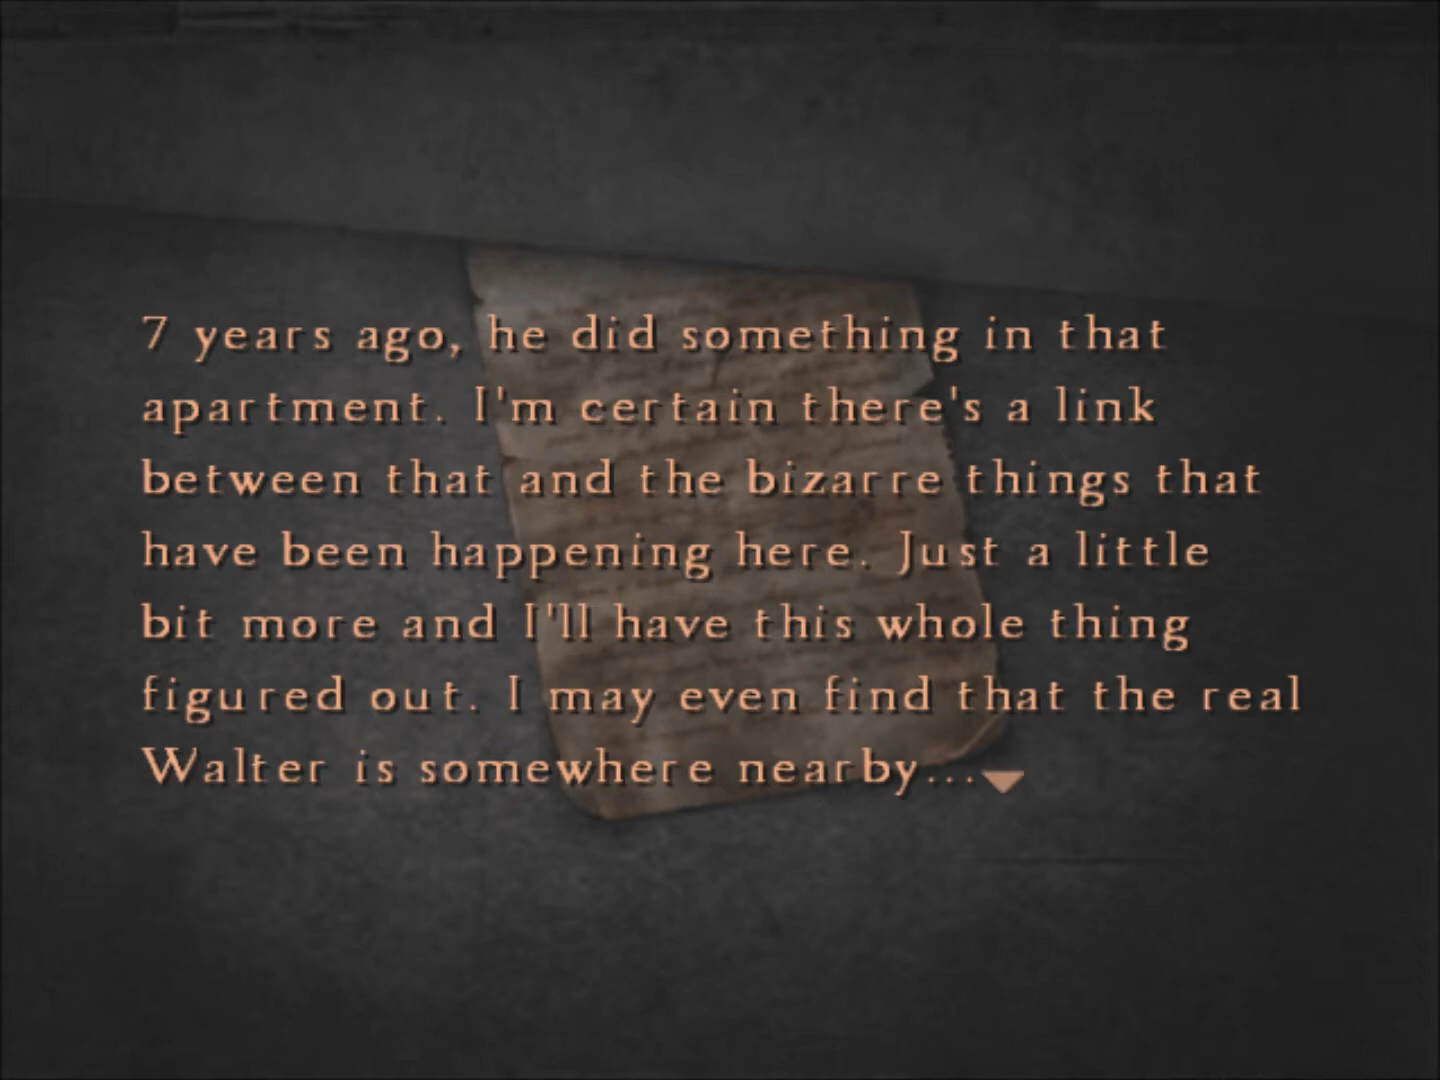 7 years ago, he did something in that
apartment. I'm certain there's a link
between that and the bizarre things that
have been happening here. Just a little
bit more and I'll have this whole thing
figured out. I may even find that the real
Walter is somewhere nearby...